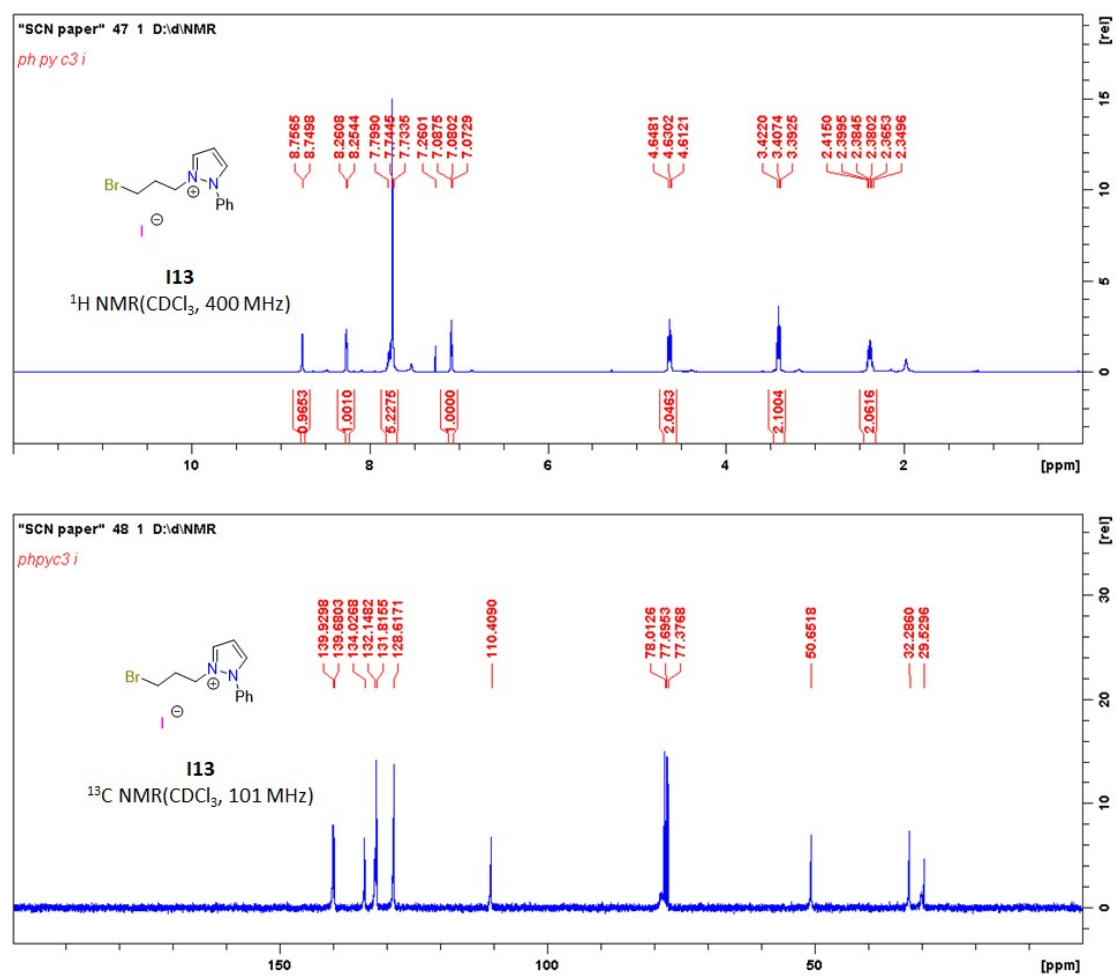 "SCN paper" 47 1 D:\d\NMR
ph py c3 i
8.7565
8.7498
8.2608
8.2544
7.7990
7.7445
7.7335
7.2601
7.0875
7.0802
7.0729
4.6481
4.6302
4.6121
3.4220
3.4074
3.3925
2.4150
2.3995
2.3845
2.3802
2.3653
2.3496
[rel]
15
10
5
0
Br
N
N
⊕
Ph
I ⊖
I13
¹H NMR(CDCl₃, 400 MHz)
0.9653
1.0010
5.2275
1.0000
2.0463
2.1004
2.0616
10 8 6 4 2 [ppm]
"SCN paper" 48 1 D:\d\NMR
phpyc3 i
139.9298
139.6803
134.0268
132.1482
131.8155
128.6171
110.4090
78.0126
77.6953
77.3768
50.6518
32.2860
29.5296
[rel]
30
20
10
0
Br
N
N
⊕
Ph
I ⊖
I13
¹³C NMR(CDCl₃, 101 MHz)
150 100 50 [ppm]